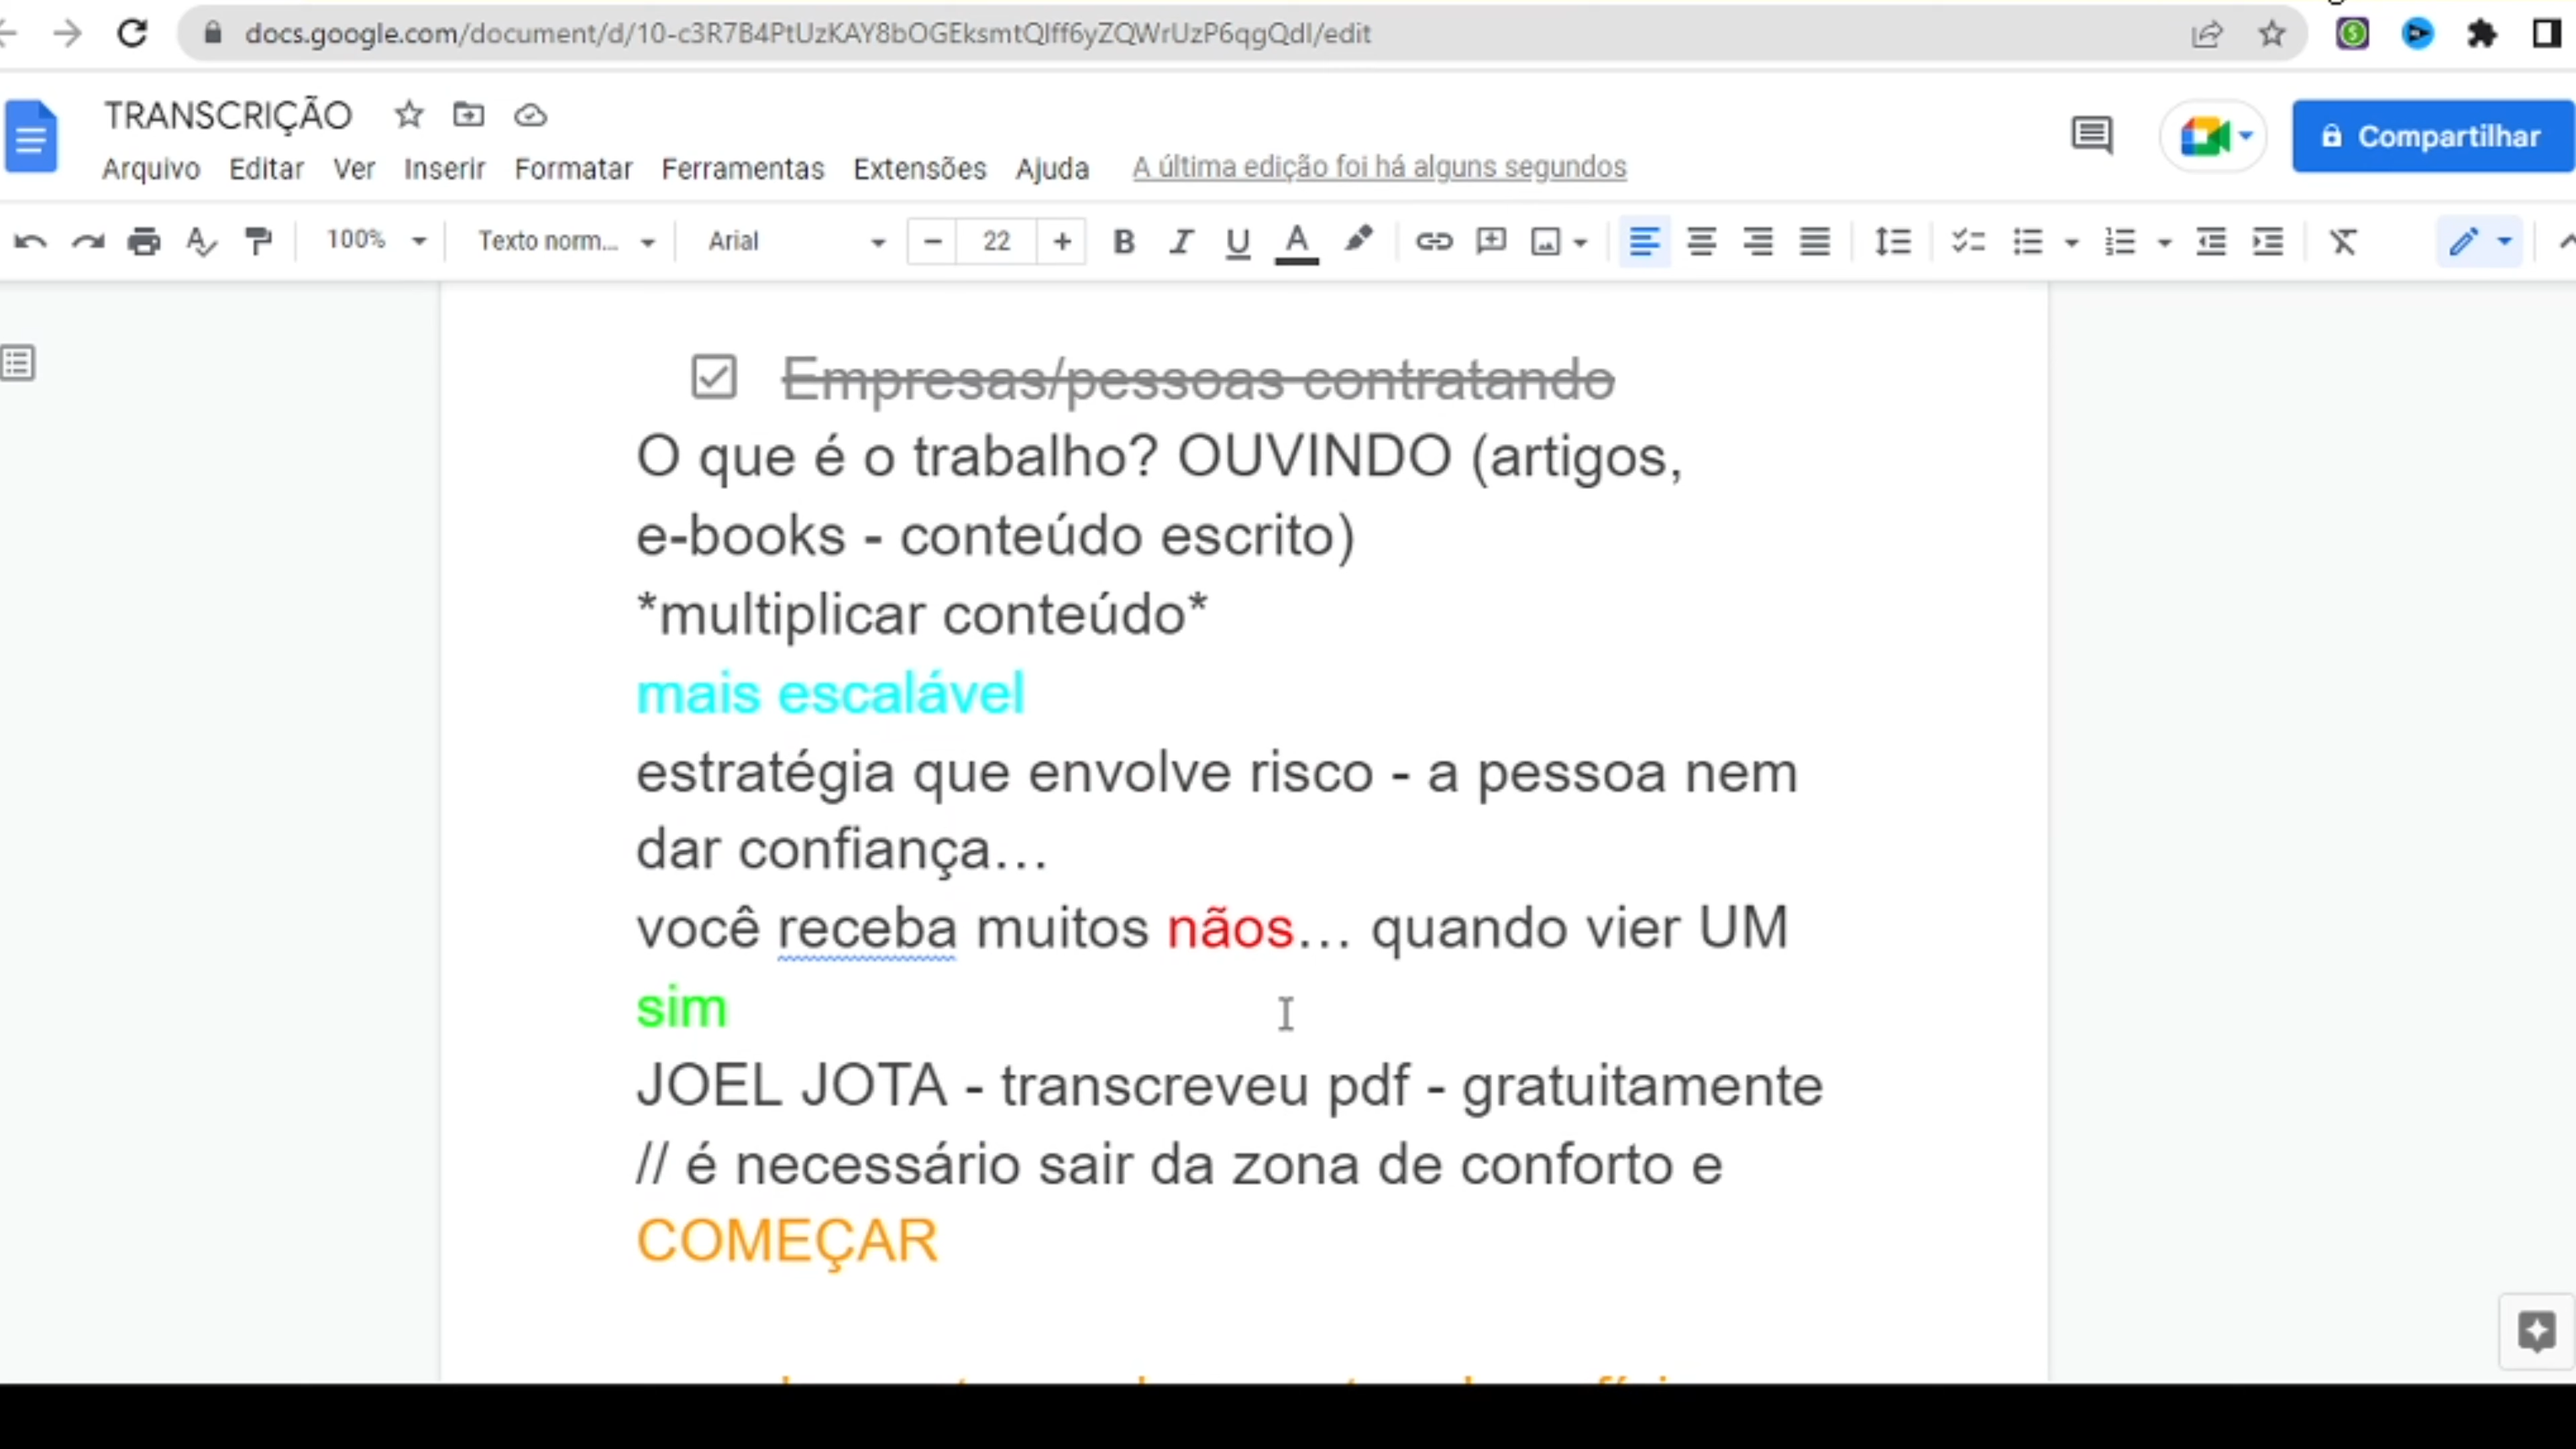 docs.google.com/document/d/10-c3R7B4PtUzKAY8bOGEksmtQIff6yZQWrUzP6qgQdI/edit
TRANSCRIÇÃO
Compartilhar
Arquivo Editar Ver Inserir Formatar Ferramentas Extensões Ajuda A última edição foi há alguns segundos
100% Texto norm... Arial 22
Empresas/pessoas contratando
O que é o trabalho? OUVINDO (artigos,
e-books - conteúdo escrito)
*multiplicar conteúdo*
mais escalável
estratégia que envolve risco - a pessoa nem
dar confiança…
você receba muitos nãos… quando vier UM
sim
JOEL JOTA - transcreveu pdf - gratuitamente
// é necessário sair da zona de conforto e
COMEÇAR